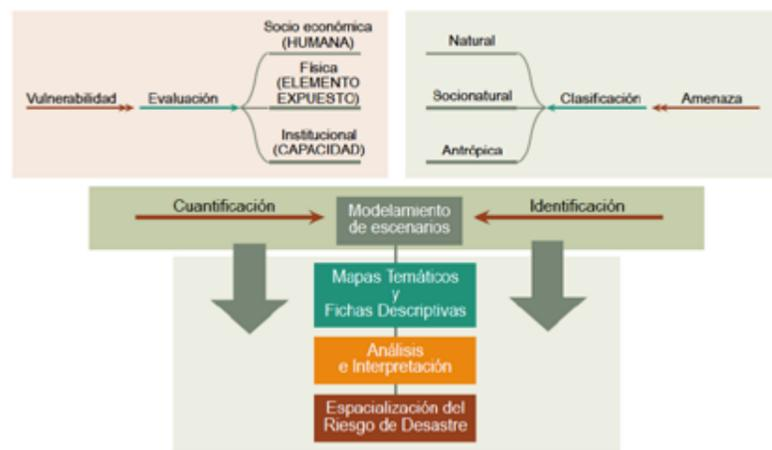 Vulnerabilidad
Evaluación
Socio económica
(HUMANA)
Física
(ELEMENTO
EXPUESTO)
Institucional
(CAPACIDAD)
Natural
Socionatural
Antrópica
Clasificación
Amenaza
Cuantificación
Modelamiento
de escenarios
Identificación
Mapas Temáticos
y
Fichas Descriptivas
Análisis
e Interpretación
Espacialización del
Riesgo de Desastre